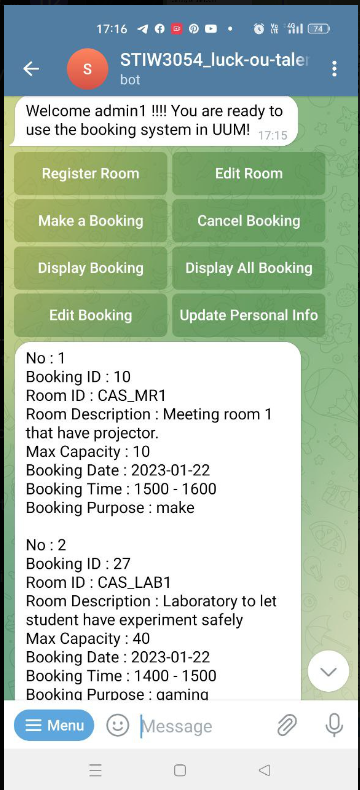 17:16
74
STIW3054_luck-ou-taler
S
bot
Welcome admin1 !!!! You are ready to
use the booking system in UUM!
17:15
Register Room
Edit Room
Make a Booking
Cancel Booking
Display Booking
Display All Booking
Edit Booking
Update Personal Info
No : 1
Booking ID : 10
Room ID : CAS_MR1
Room Description : Meeting room 1
that have projector.
Max Capacity : 10
Booking Date : 2023-01-22
Booking Time : 1500 - 1600
Booking Purpose : make
No : 2
Booking ID : 27
Room ID : CAS_LAB1
Room Description : Laboratory to let
student have experiment safely
Max Capacity : 40
Booking Date : 2023-01-22
Booking Time : 1400 - 1500
Booking Purpose : gaming
Menu
Message